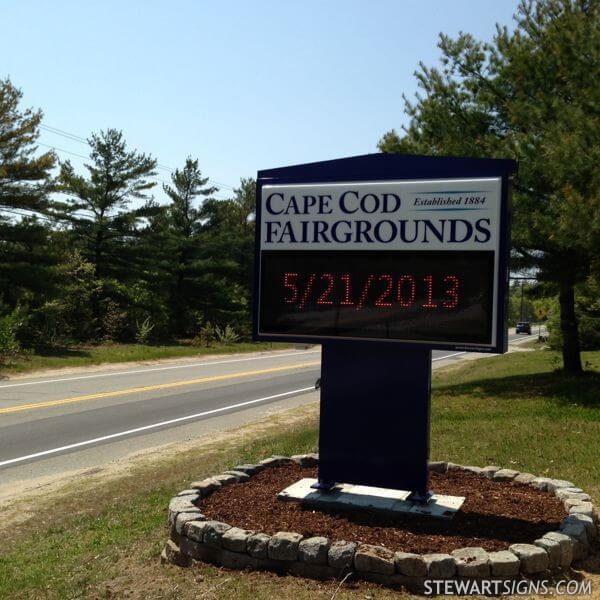 CAPE COD Established 1884
FAIRGROUNDS
5/21/2013
STEWARTSIGNS.COM